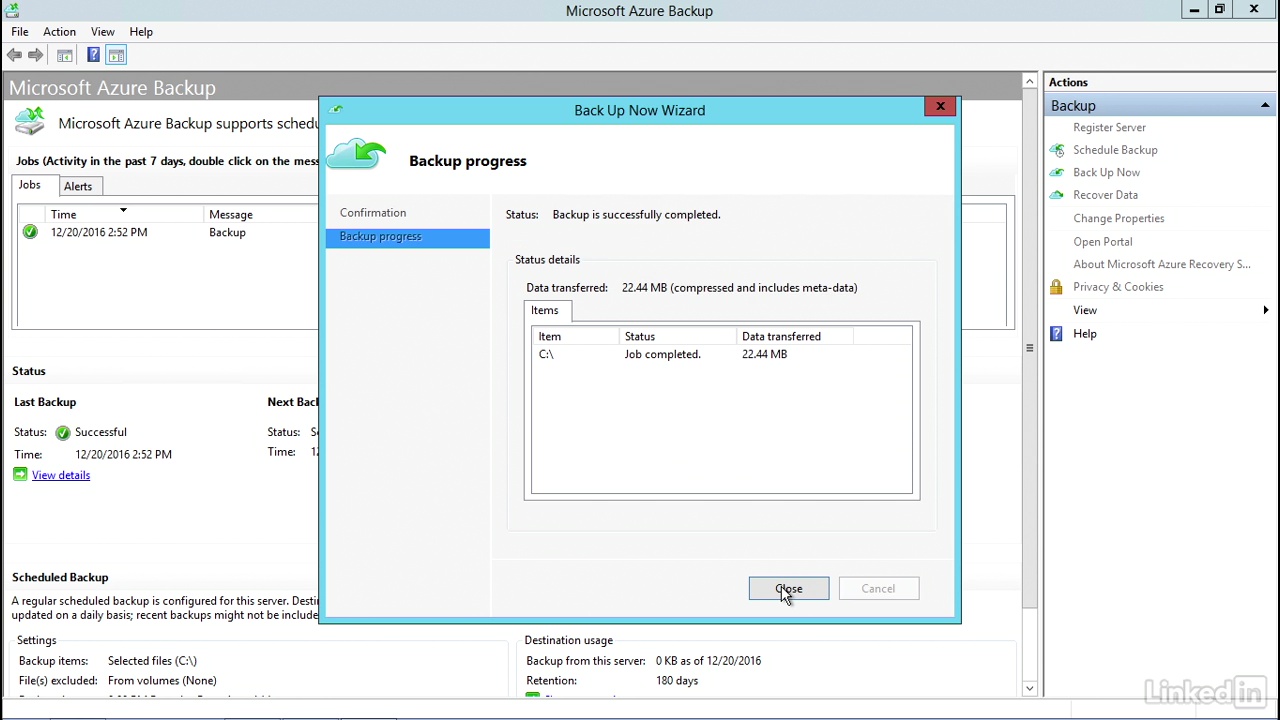 Microsoft Azure Backup
File Action View Help
Microsoft Azure Backup
Microsoft Azure Backup supports
Jobs (Activity in the past 7 days, double click on the
Jobs Alerts
Time Message
12/20/2016 2:52 PM Backup
Status
Last Backup Next
Status: Successful Status:
Time: 12/20/2016 2:52 PM Time:
View details
Scheduled Backup
A regular scheduled backup is configured for this server.
updated on a daily basis; recent backups might not be
Settings
Backup items: Selected files (C:\)
File(s) excluded: From volumes (None)
Destination usage
Backup from this server: 0 KB as of 12/20/2016
Retention: 180 days
Back Up Now Wizard
Backup progress
Confirmation
Backup progress
Status: Backup is successfully completed.
Status details
Data transferred: 22.44 MB (compressed and includes meta-data)
Items
Item Status Data transferred
C:\ Job completed. 22.44 MB
Close Cancel
Actions
Backup
Register Server
Schedule Backup
Back Up Now
Recover Data
Change Properties
Open Portal
About Microsoft Azure Recovery S...
Privacy & Cookies
View
Help
LinkedIn